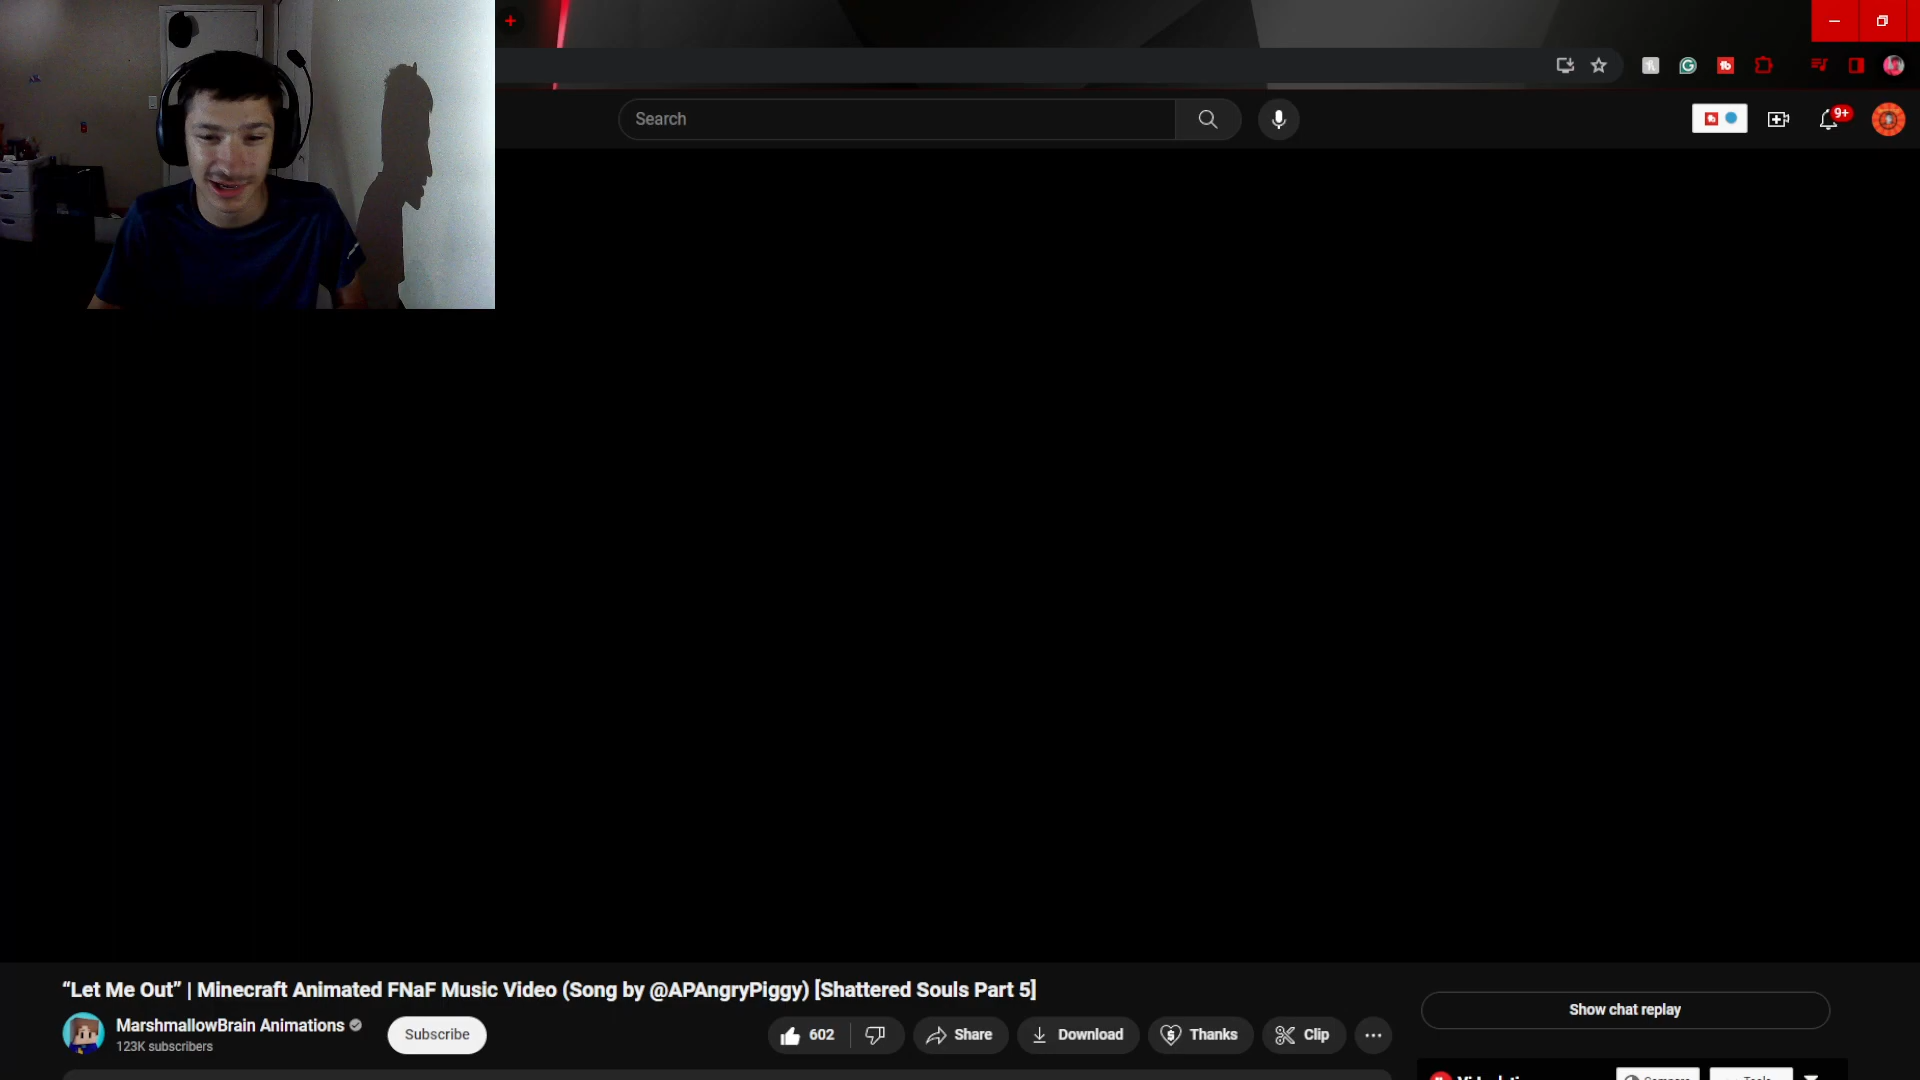 Search
9+
“Let Me Out” | Minecraft Animated FNaF Music Video (Song by @APAngryPiggy) [Shattered Souls Part 5]
MarshmallowBrain Animations
123K subscribers
Subscribe
602
Share
Download
Thanks
Clip
Show chat replay